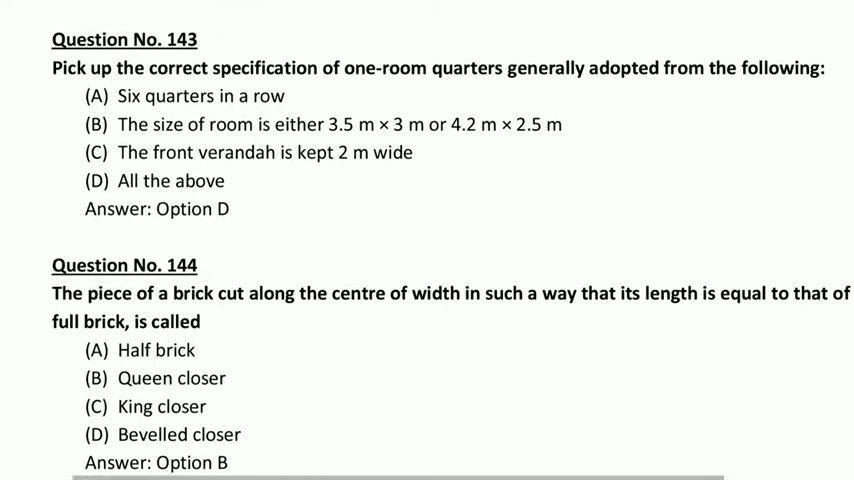 Question No. 143
Pick up the correct specification of one-room quarters generally adopted from the following:
(A) Six quarters in a row
(B) The size of room is either 3.5 m × 3 m or 4.2 m × 2.5 m
(C) The front verandah is kept 2 m wide
(D) All the above
Answer: Option D
Question No. 144
The piece of a brick cut along the centre of width in such a way that its length is equal to that of
full brick, is called
(A) Half brick
(B) Queen closer
(C) King closer
(D) Bevelled closer
Answer: Option B